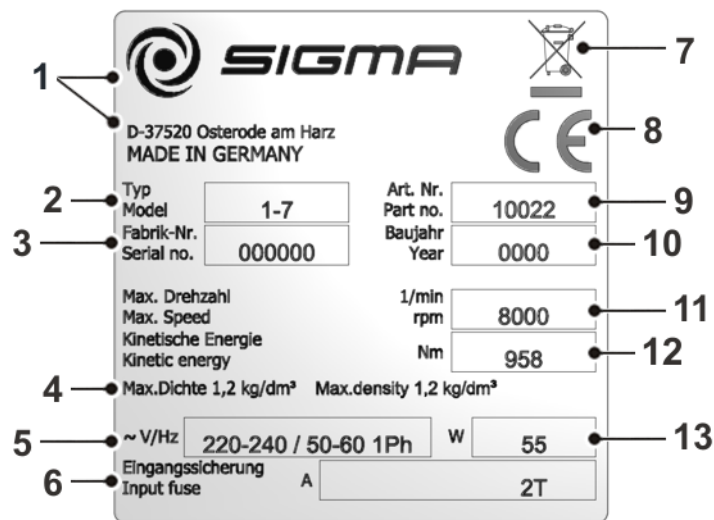 SIGMA
D-37520 Osterode am Harz
MADE IN GERMANY
Typ
Model 1-7
Art. Nr.
Part no. 10022
Fabrik-Nr.
Serial no. 000000
Baujahr
Year 0000
Max. Drehzahl
Max. Speed
1/min
rpm 8000
Kinetische Energie
Kinetic energy
Nm 958
Max.Dichte 1,2 kg/dm³ Max.density 1,2 kg/dm³
~ V/Hz 220-240 / 50-60 1Ph W 55
Eingangssicherung
Input fuse A 2T
1
2
3
4
5
6
7
8
9
10
11
12
13
CE